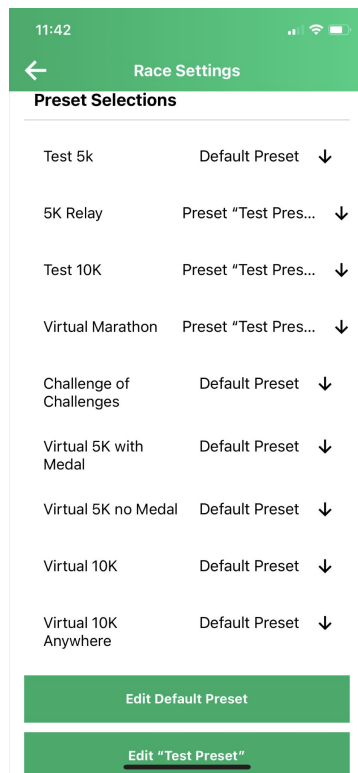 11:42
Race Settings
Preset Selections
Test 5k Default Preset
5K Relay Preset “Test Pres...
Test 10K Preset “Test Pres...
Virtual Marathon Preset “Test Pres...
Challenge of Default Preset
Challenges
Virtual 5K with Default Preset
Medal
Virtual 5K no Medal Default Preset
Virtual 10K Default Preset
Virtual 10K Default Preset
Anywhere
Edit Default Preset
Edit “Test Preset”